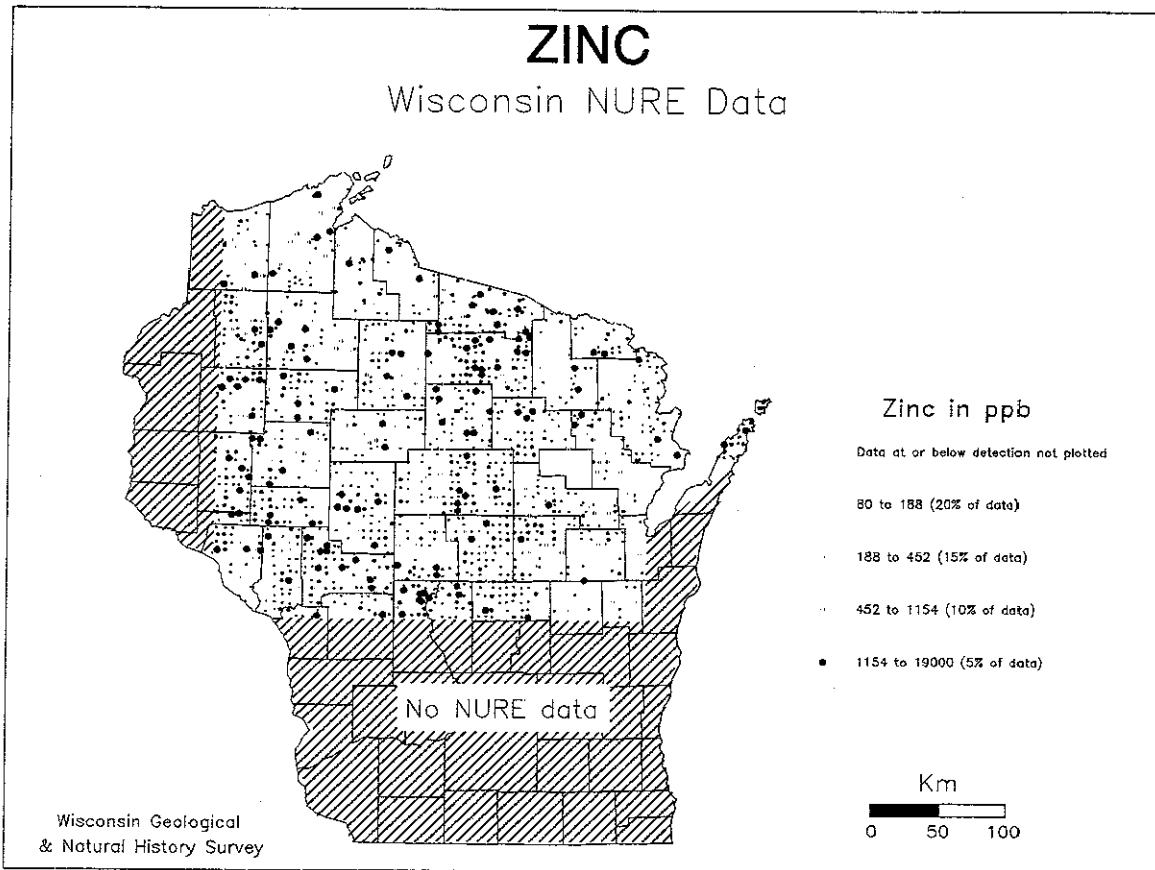 ZINC
Wisconsin NURE Data
Zinc in ppb
Data at or below detection not plotted
80 to 188 (20% of data)
188 to 452 (15% of data)
452 to 1154 (10% of data)
1154 to 19000 (5% of data)
No NURE data
Km
0 50 100
Wisconsin Geological
& Natural History Survey